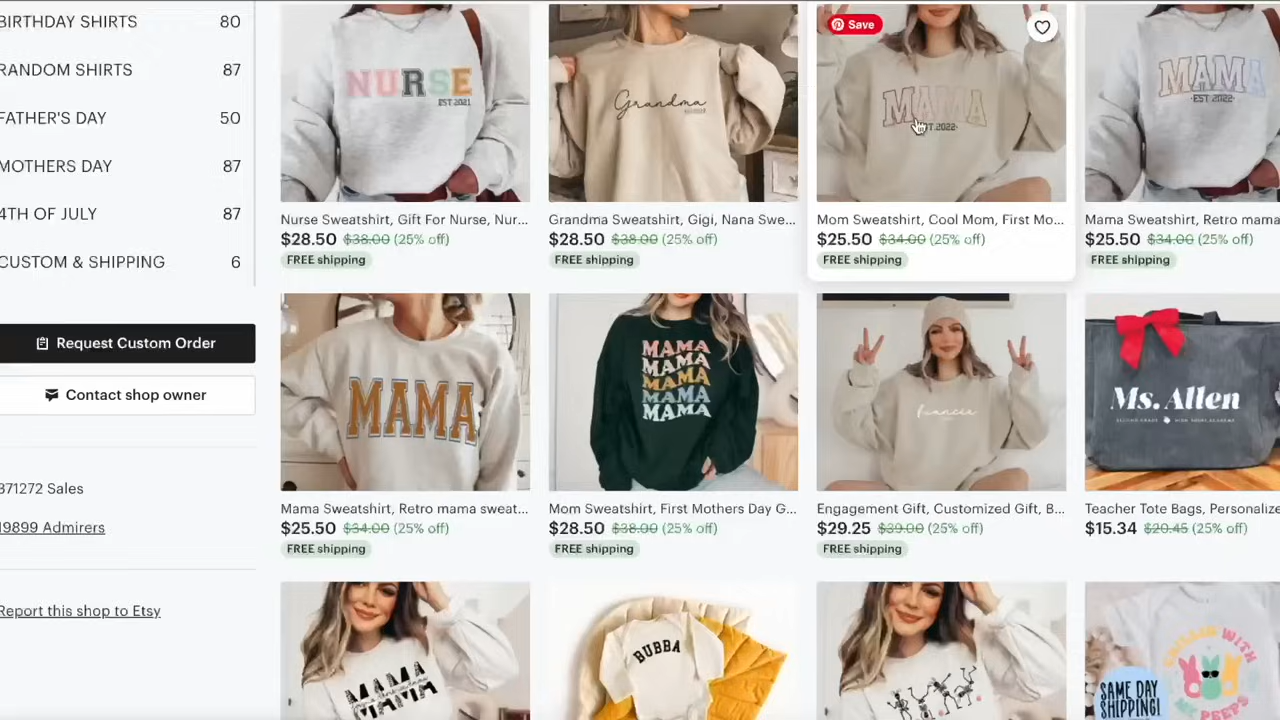 BIRTHDAY SHIRTS 80
RANDOM SHIRTS 87
FATHER'S DAY 50
MOTHERS DAY 87
4TH OF JULY 87
CUSTOM & SHIPPING 6
Request Custom Order
Contact shop owner
371272 Sales
19899 Admirers
Report this shop to Etsy
NURSE
EST 2021
Nurse Sweatshirt, Gift For Nurse, Nur...
$28.50 $38.00 (25% off)
FREE shipping
Grandma
Grandma Sweatshirt, Gigi, Nana Swe...
$28.50 $38.00 (25% off)
FREE shipping
Save
MAMA
Mom Sweatshirt, Cool Mom, First Mo...
$25.50 $34.00 (25% off)
FREE shipping
MAMA
·EST 2022·
Mama Sweatshirt, Retro mama
$25.50 $34.00 (25% off)
FREE shipping
MAMA
Mama Sweatshirt, Retro mama sweat...
$25.50 $34.00 (25% off)
FREE shipping
MAMA
MAMA
MAMA
MAMA
MAMA
Mom Sweatshirt, First Mothers Day G...
$28.50 $38.00 (25% off)
FREE shipping
Engagement Gift, Customized Gift, B...
$29.25 $39.00 (25% off)
FREE shipping
Ms. Allen
Teacher Tote Bags, Personalize
$15.34 $20.45 (25% off)
MAMA
BUBBA
SAME DAY
SHIPPING!
CHILLIN WITH
MY PEEPS